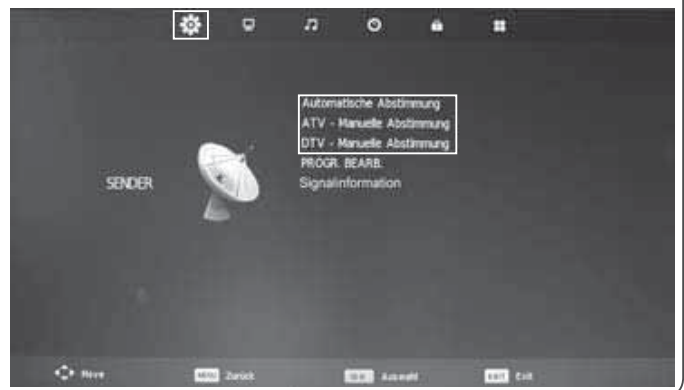 Automatische Abstimmung
ATV - Manuelle Abstimmung
DTV - Manuelle Abstimmung
PROGR. BEARB.
SENDER
Signalinformation
Move
MENU Zurück
Auswahl
EXIT Exit